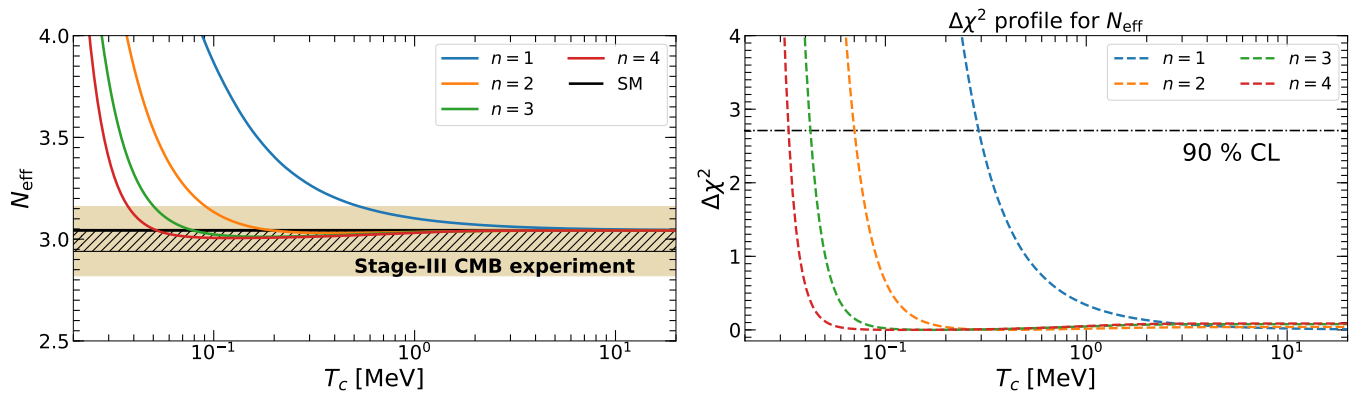 4.0
3.5
3.0
2.5
N_eff
10^{-1}
10^0
10^1
T_c [MeV]
n = 1
n = 2
n = 3
n = 4
SM
Stage-III CMB experiment
Δχ² profile for N_eff
4
3
2
1
0
Δχ²
10^{-1}
10^0
10^1
T_c [MeV]
n = 1
n = 2
n = 3
n = 4
90 % CL